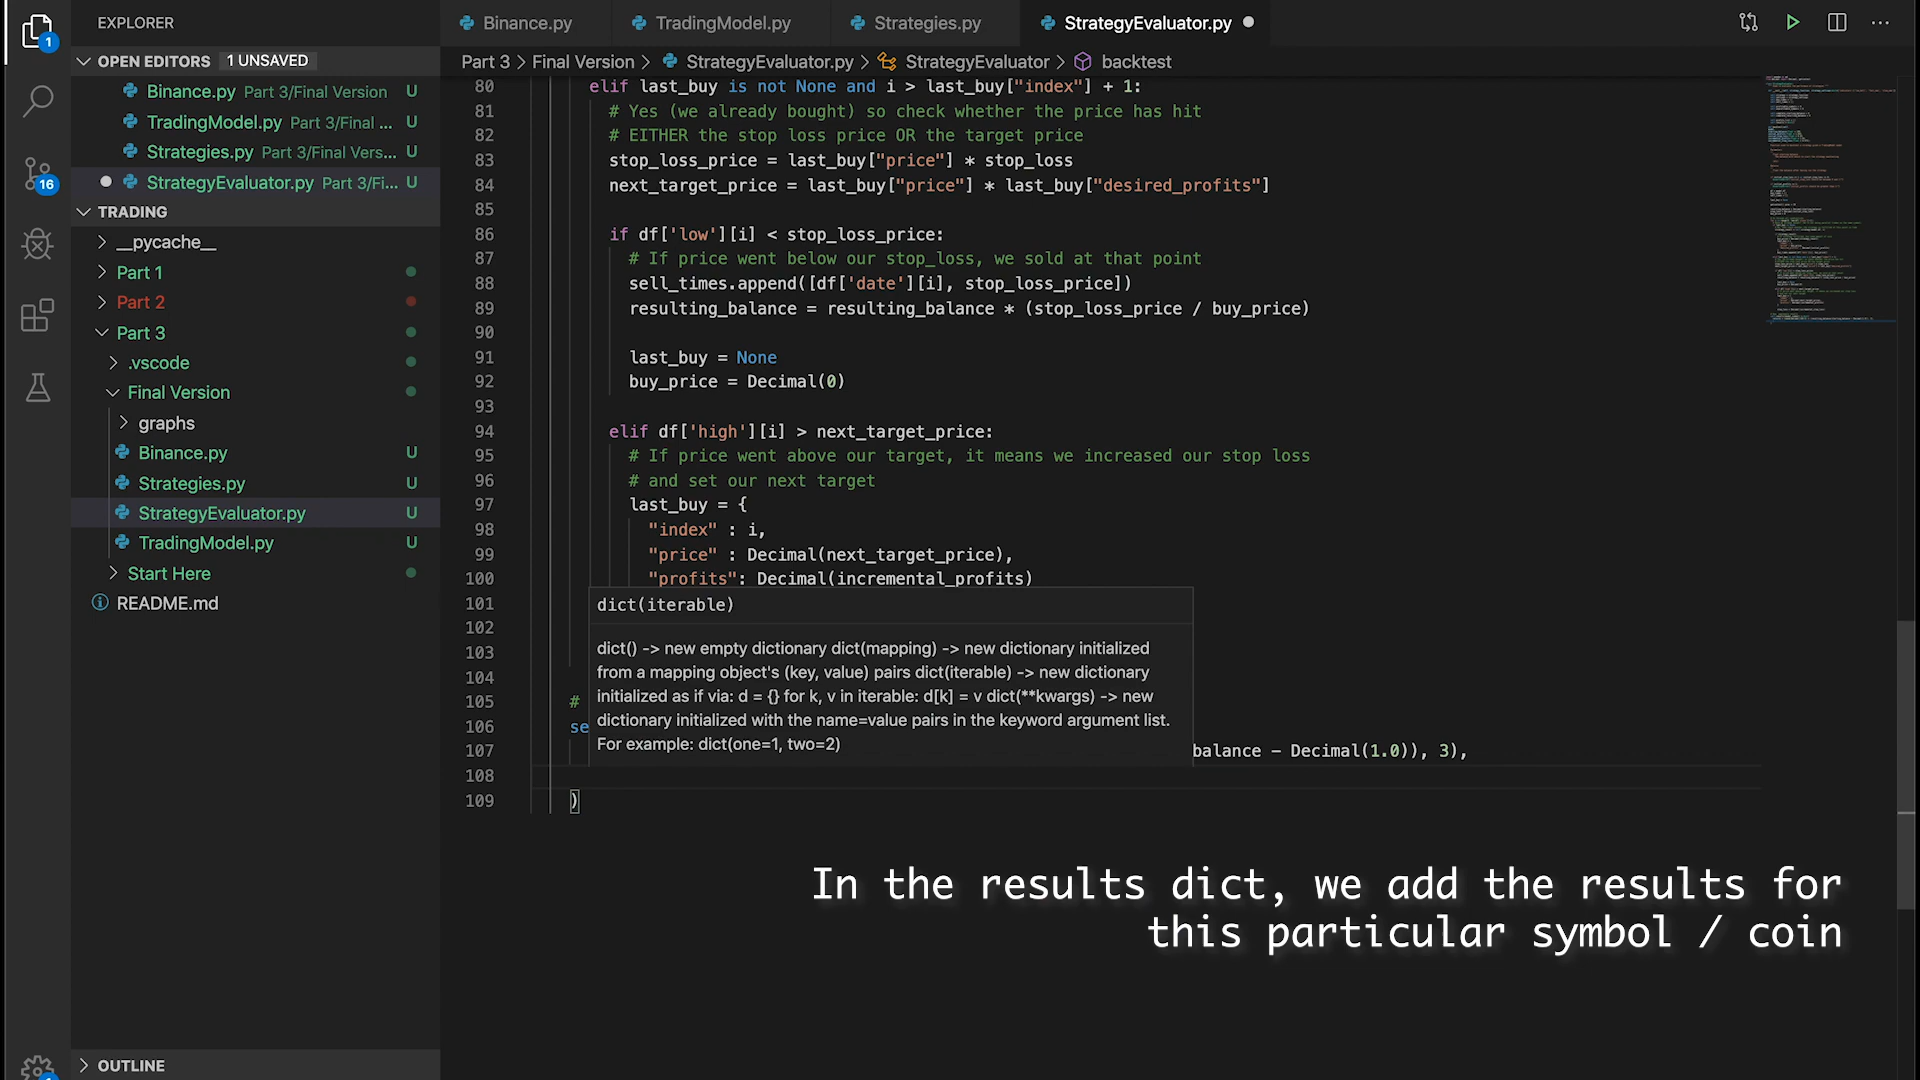 EXPLORER
Binance.py
TradingModel.py
Strategies.py
StrategyEvaluator.py
1
OPEN EDITORS
1 UNSAVED
Binance.py Part 3/Final Version U
TradingModel.py Part 3/Final ... U
Strategies.py Part 3/Final Vers... U
StrategyEvaluator.py Part 3/Fi... U
16
TRADING
__pycache__
Part 1
Part 2
Part 3
.vscode
Final Version
graphs
Binance.py U
Strategies.py U
StrategyEvaluator.py U
TradingModel.py U
Start Here
README.md
OUTLINE
Part 3 > Final Version > StrategyEvaluator.py > StrategyEvaluator > backtest
80 elif last_buy is not None and i > last_buy["index"] + 1:
81 # Yes (we already bought) so check whether the price has hit
82 # EITHER the stop loss price OR the target price
83 stop_loss_price = last_buy["price"] * stop_loss
84 next_target_price = last_buy["price"] * last_buy["desired_profits"]
85
86 if df['low'][i] < stop_loss_price:
87 # If price went below our stop_loss, we sold at that point
88 sell_times.append([df['date'][i], stop_loss_price])
89 resulting_balance = resulting_balance * (stop_loss_price / buy_price)
90
91 last_buy = None
92 buy_price = Decimal(0)
93
94 elif df['high'][i] > next_target_price:
95 # If price went above our target, it means we increased our stop loss
96 # and set our next target
97 last_buy = {
98 "index" : i,
99 "price" : Decimal(next_target_price),
100 "profits": Decimal(incremental_profits)
101
102
103
104
105 #
106 se
107 balance - Decimal(1.0)), 3),
108
109 )
dict(iterable)
dict() -> new empty dictionary dict(mapping) -> new dictionary initialized
from a mapping object's (key, value) pairs dict(iterable) -> new dictionary
initialized as if via: d = {} for k, v in iterable: d[k] = v dict(**kwargs) -> new
dictionary initialized with the name=value pairs in the keyword argument list.
For example: dict(one=1, two=2)
In the results dict, we add the results for
this particular symbol / coin